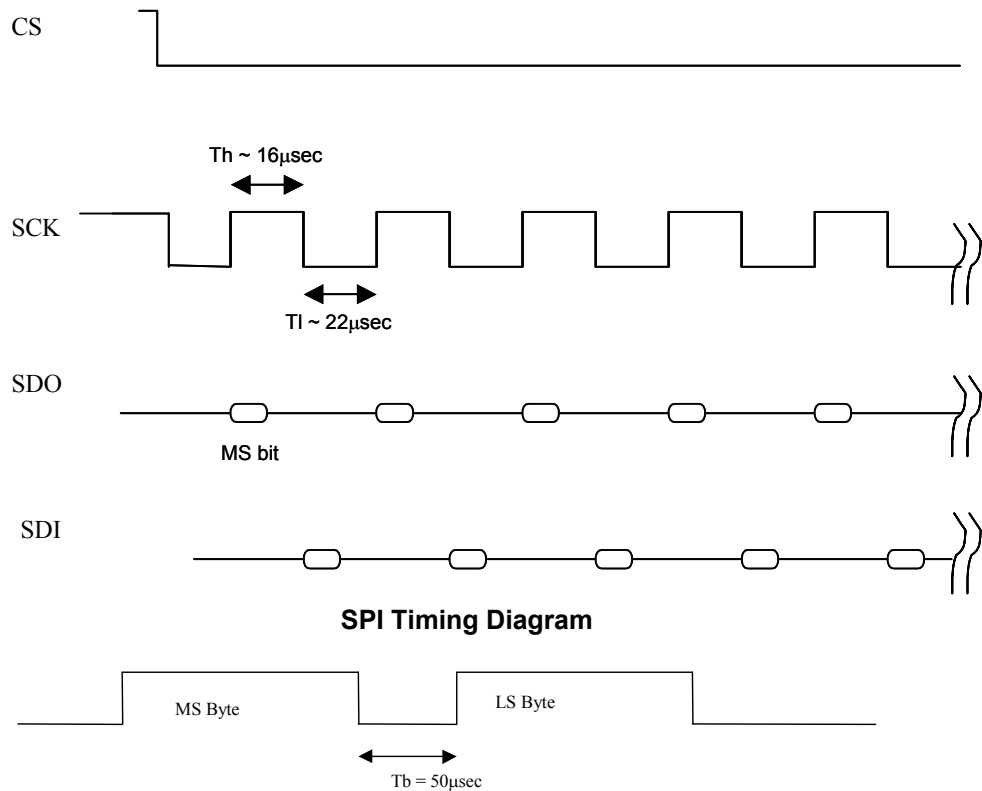 CS
Th ~ 16µsec
SCK
Tl ~ 22µsec
SDO
MS bit
SDI
SPI Timing Diagram
MS Byte
LS Byte
Tb = 50µsec